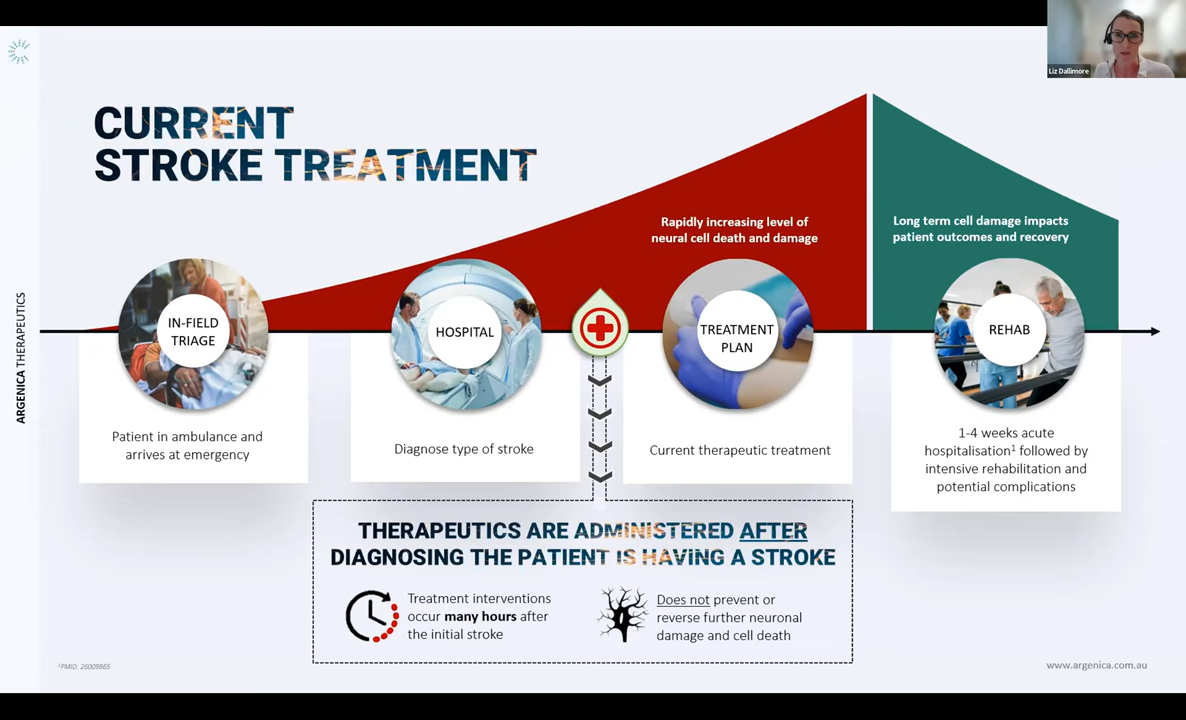 Liz Dallimore
CURRENT
STROKE TREATMENT
Rapidly increasing level of
neural cell death and damage
Long term cell damage impacts
patient outcomes and recovery
ARGENICA THERAPEUTICS
IN-FIELD
TRIAGE
HOSPITAL
TREATMENT
PLAN
REHAB
Patient in ambulance and
arrives at emergency
Diagnose type of stroke
Current therapeutic treatment
1-4 weeks acute
hospitalisation¹ followed by
intensive rehabilitation and
potential complications
THERAPEUTICS ARE ADMINISTERED AFTER
DIAGNOSING THE PATIENT IS HAVING A STROKE
Treatment interventions
occur many hours after
the initial stroke
Does not prevent or
reverse further neuronal
damage and cell death
¹PMID: 26009865
www.argenica.com.au